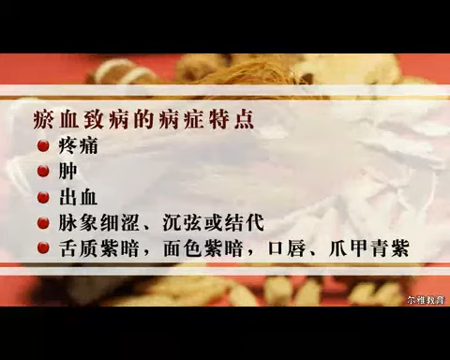 瘀血致病的病症特点
疼痛
肿
出血
脉象细涩、沉弦或结代
舌质紫暗，面色紫暗，口唇、爪甲青紫
尔雅教育